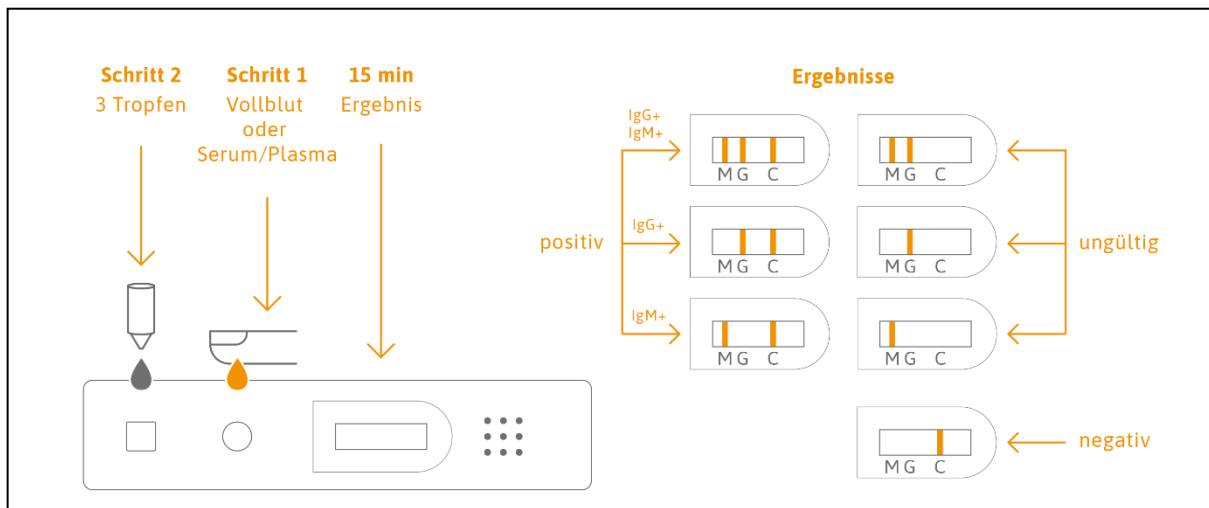 Schritt 2
3 Tropfen
Schritt 1
Vollblut
oder
Serum/Plasma
15 min
Ergebnis
Ergebnisse
positiv
IgG+
IgM+
M G C
M G C
IgG+
M G C
M G C
ungültig
IgM+
M G C
M G C
M G C
negativ